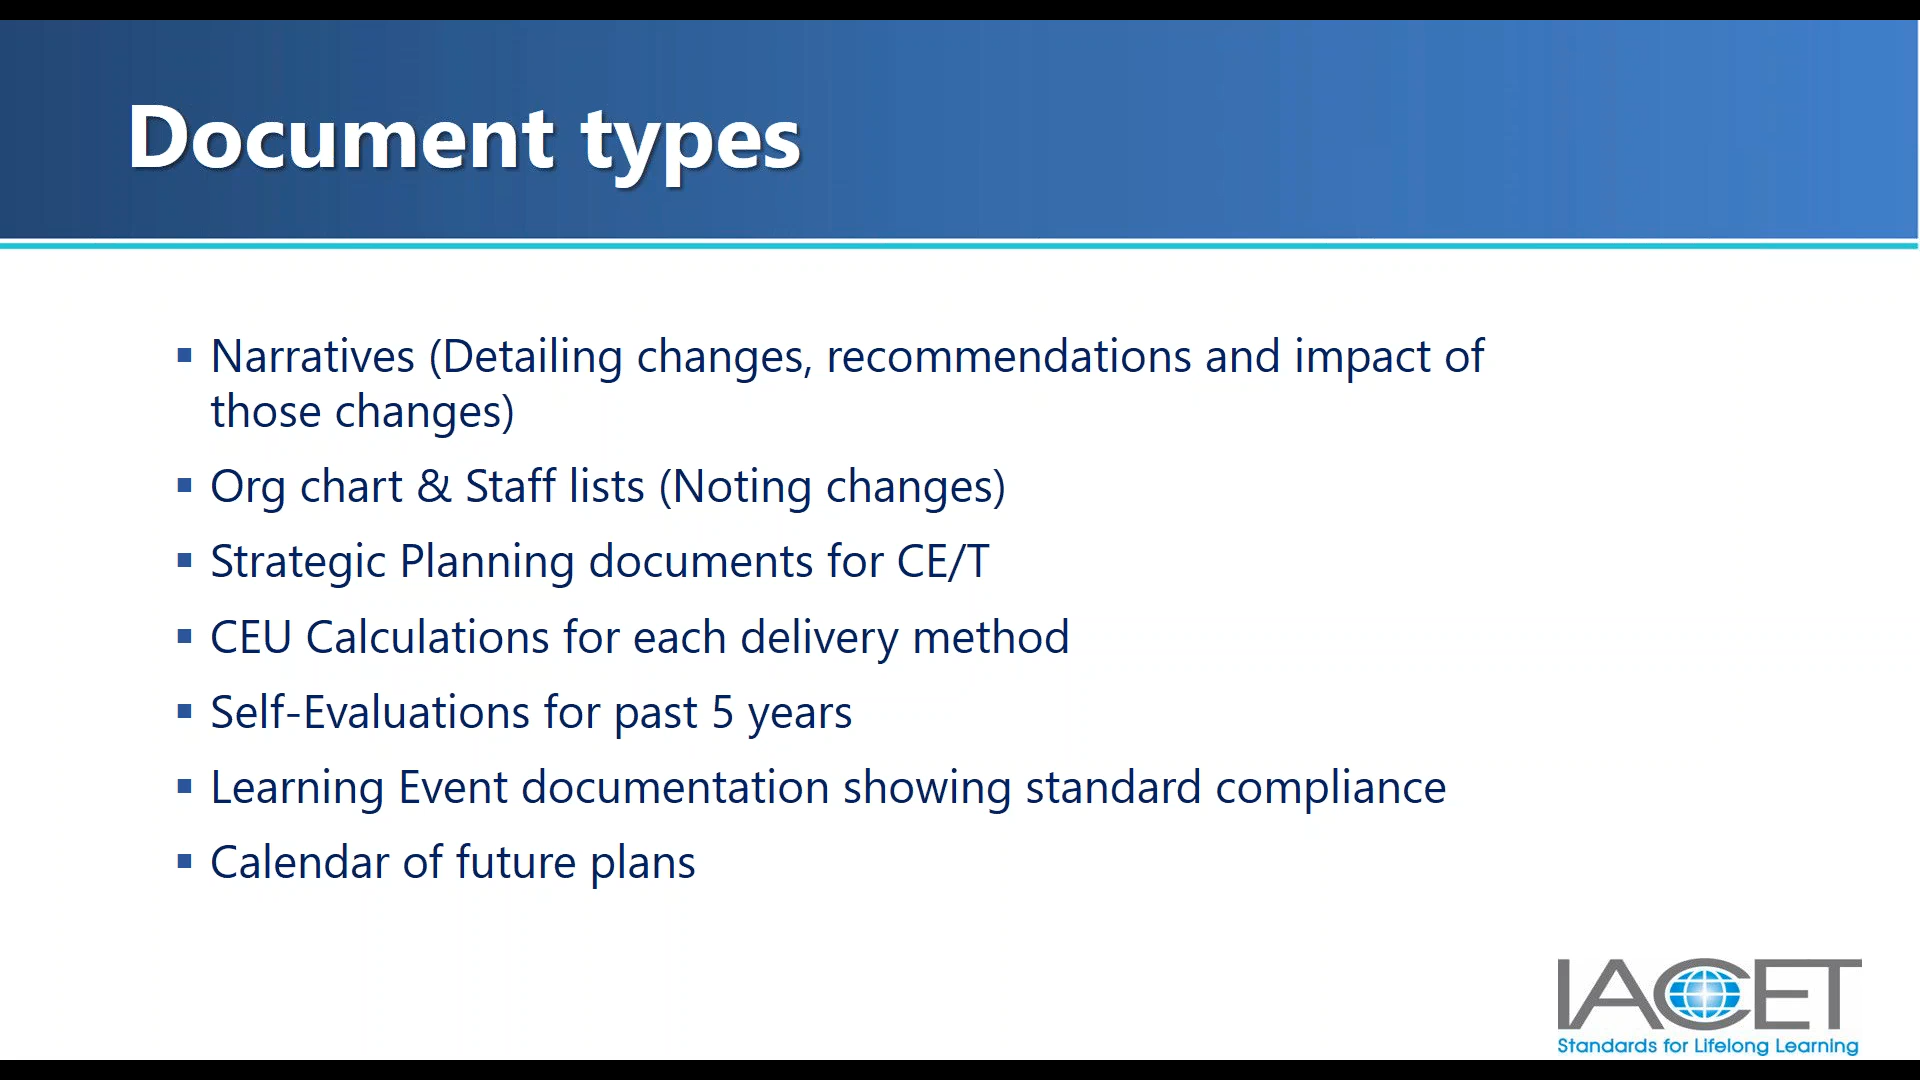 Document types
▪ Narratives (Detailing changes, recommendations and impact of
those changes)
▪ Org chart & Staff lists (Noting changes)
▪ Strategic Planning documents for CE/T
▪ CEU Calculations for each delivery method
▪ Self-Evaluations for past 5 years
▪ Learning Event documentation showing standard compliance
▪ Calendar of future plans
IACET
Standards for Lifelong Learning